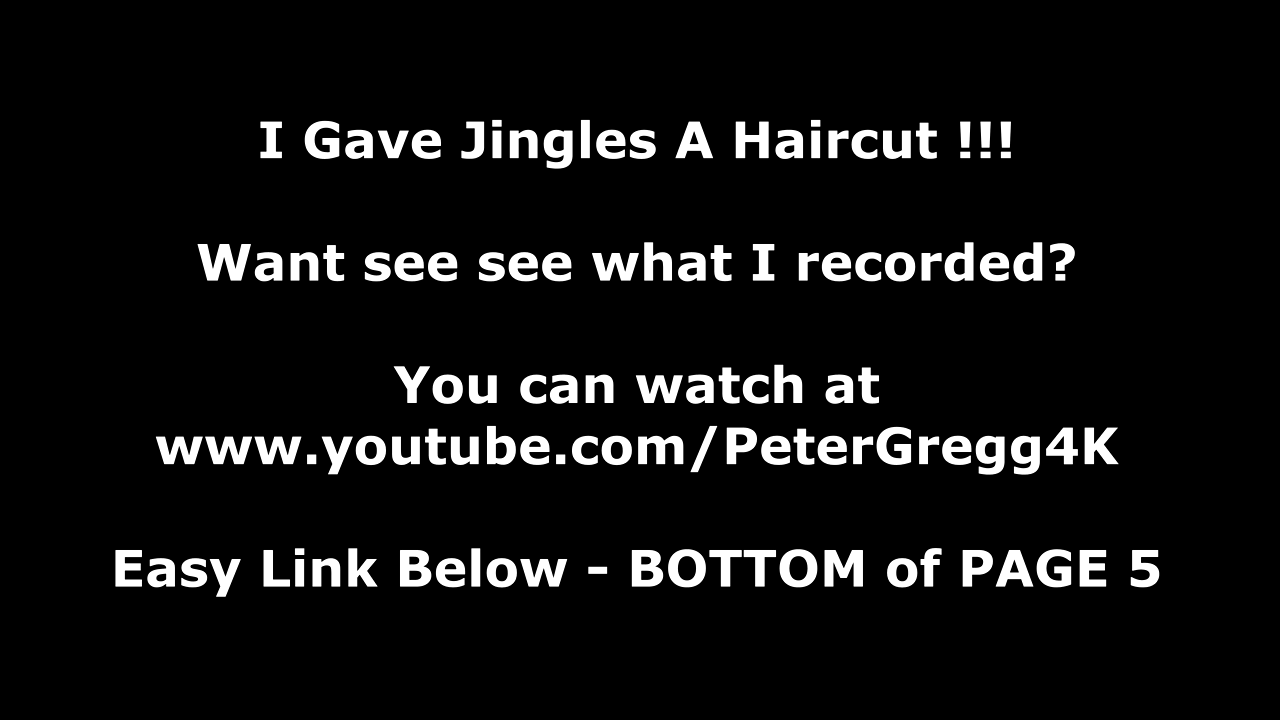 I Gave Jingles A Haircut !!!
Want see see what I recorded?
You can watch at
www.youtube.com/PeterGregg4K
Easy Link Below - BOTTOM of PAGE 5